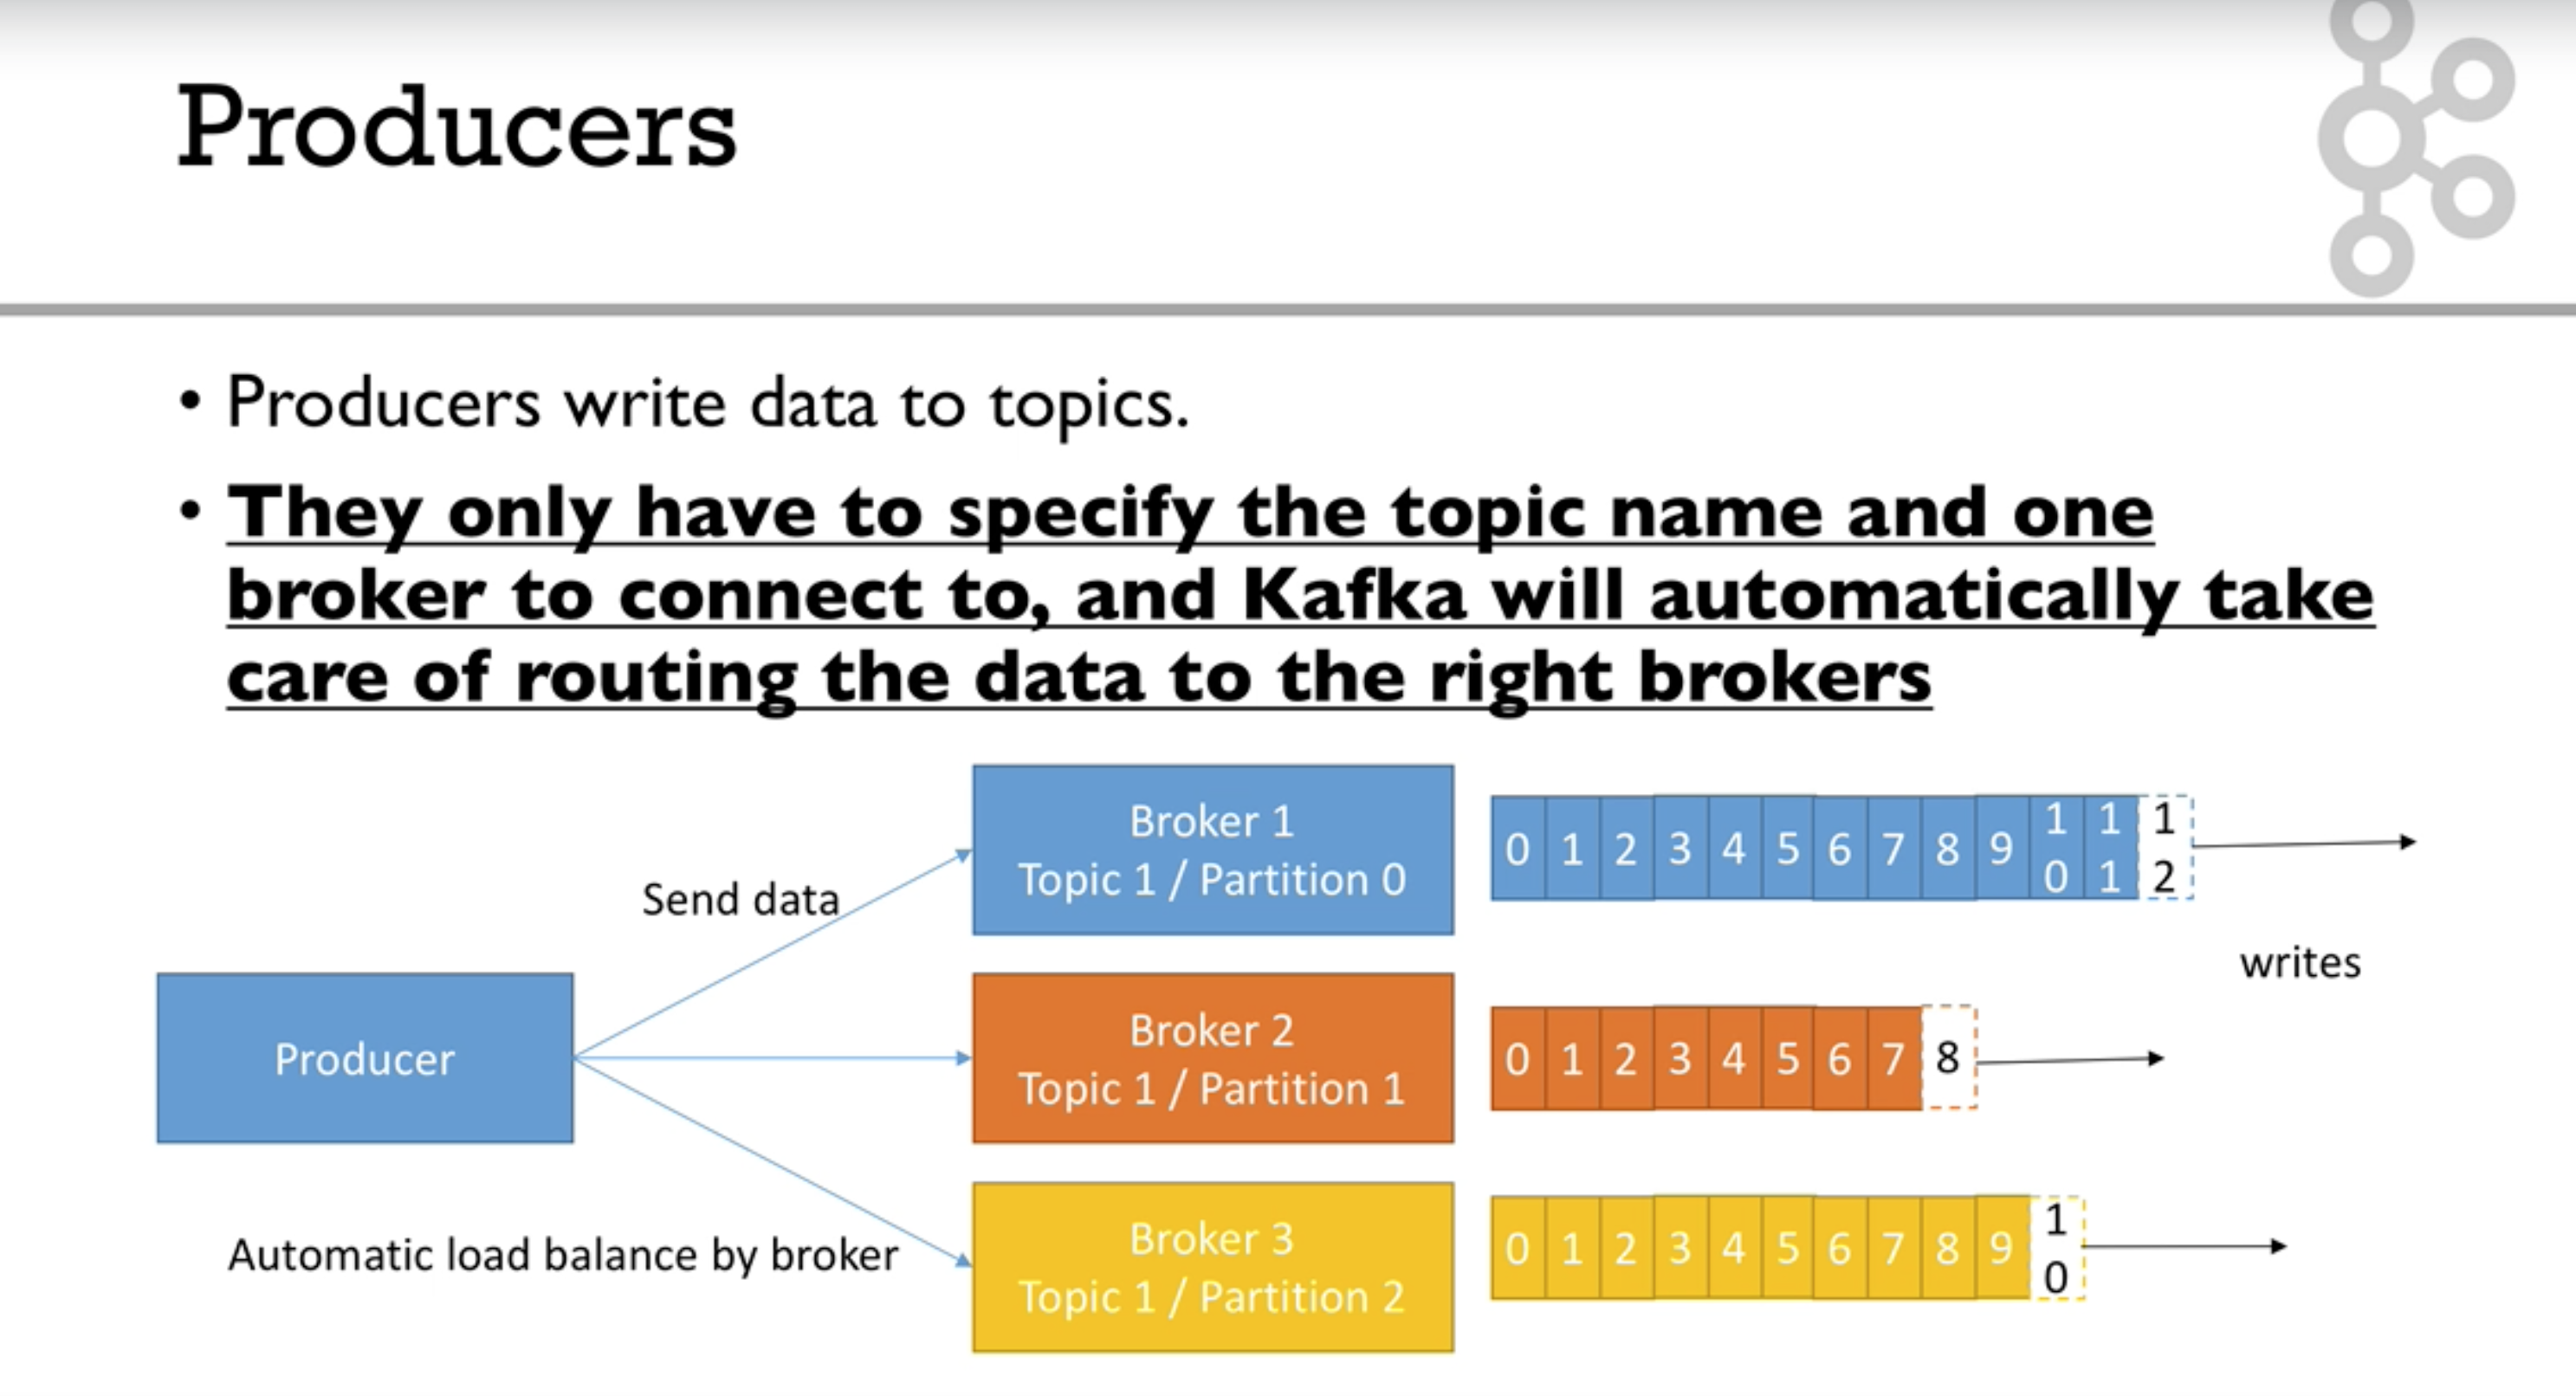 Producers
• Producers write data to topics.
• They only have to specify the topic name and one
broker to connect to, and Kafka will automatically take
care of routing the data to the right brokers
Send data
Producer
Automatic load balance by broker
Broker 1
Topic 1 / Partition 0
0 1 2 3 4 5 6 7 8 9 10 11 12
writes
Broker 2
Topic 1 / Partition 1
0 1 2 3 4 5 6 7 8
Broker 3
Topic 1 / Partition 2
0 1 2 3 4 5 6 7 8 9 10